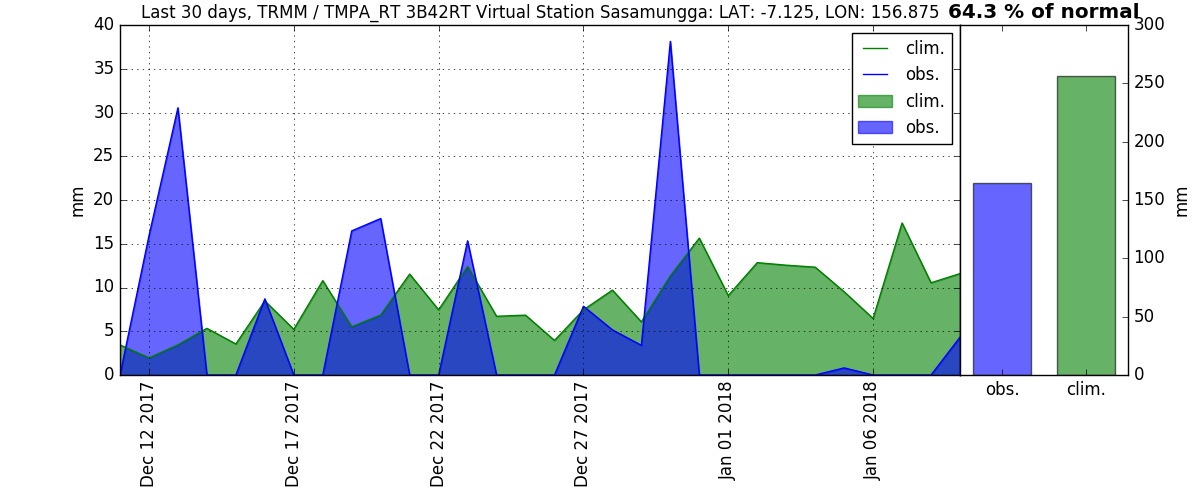 Last 30 days, TRMM / TMPA_RT 3B42RT Virtual Station Sasamungga: LAT: -7.125, LON: 156.875
64.3 % of normal
40
35
30
25
20
15
10
5
0
mm
clim.
obs.
clim.
obs.
Dec 12 2017
Dec 17 2017
Dec 22 2017
Dec 27 2017
Jan 01 2018
Jan 06 2018
300
250
200
150
100
50
0
mm
obs.
clim.